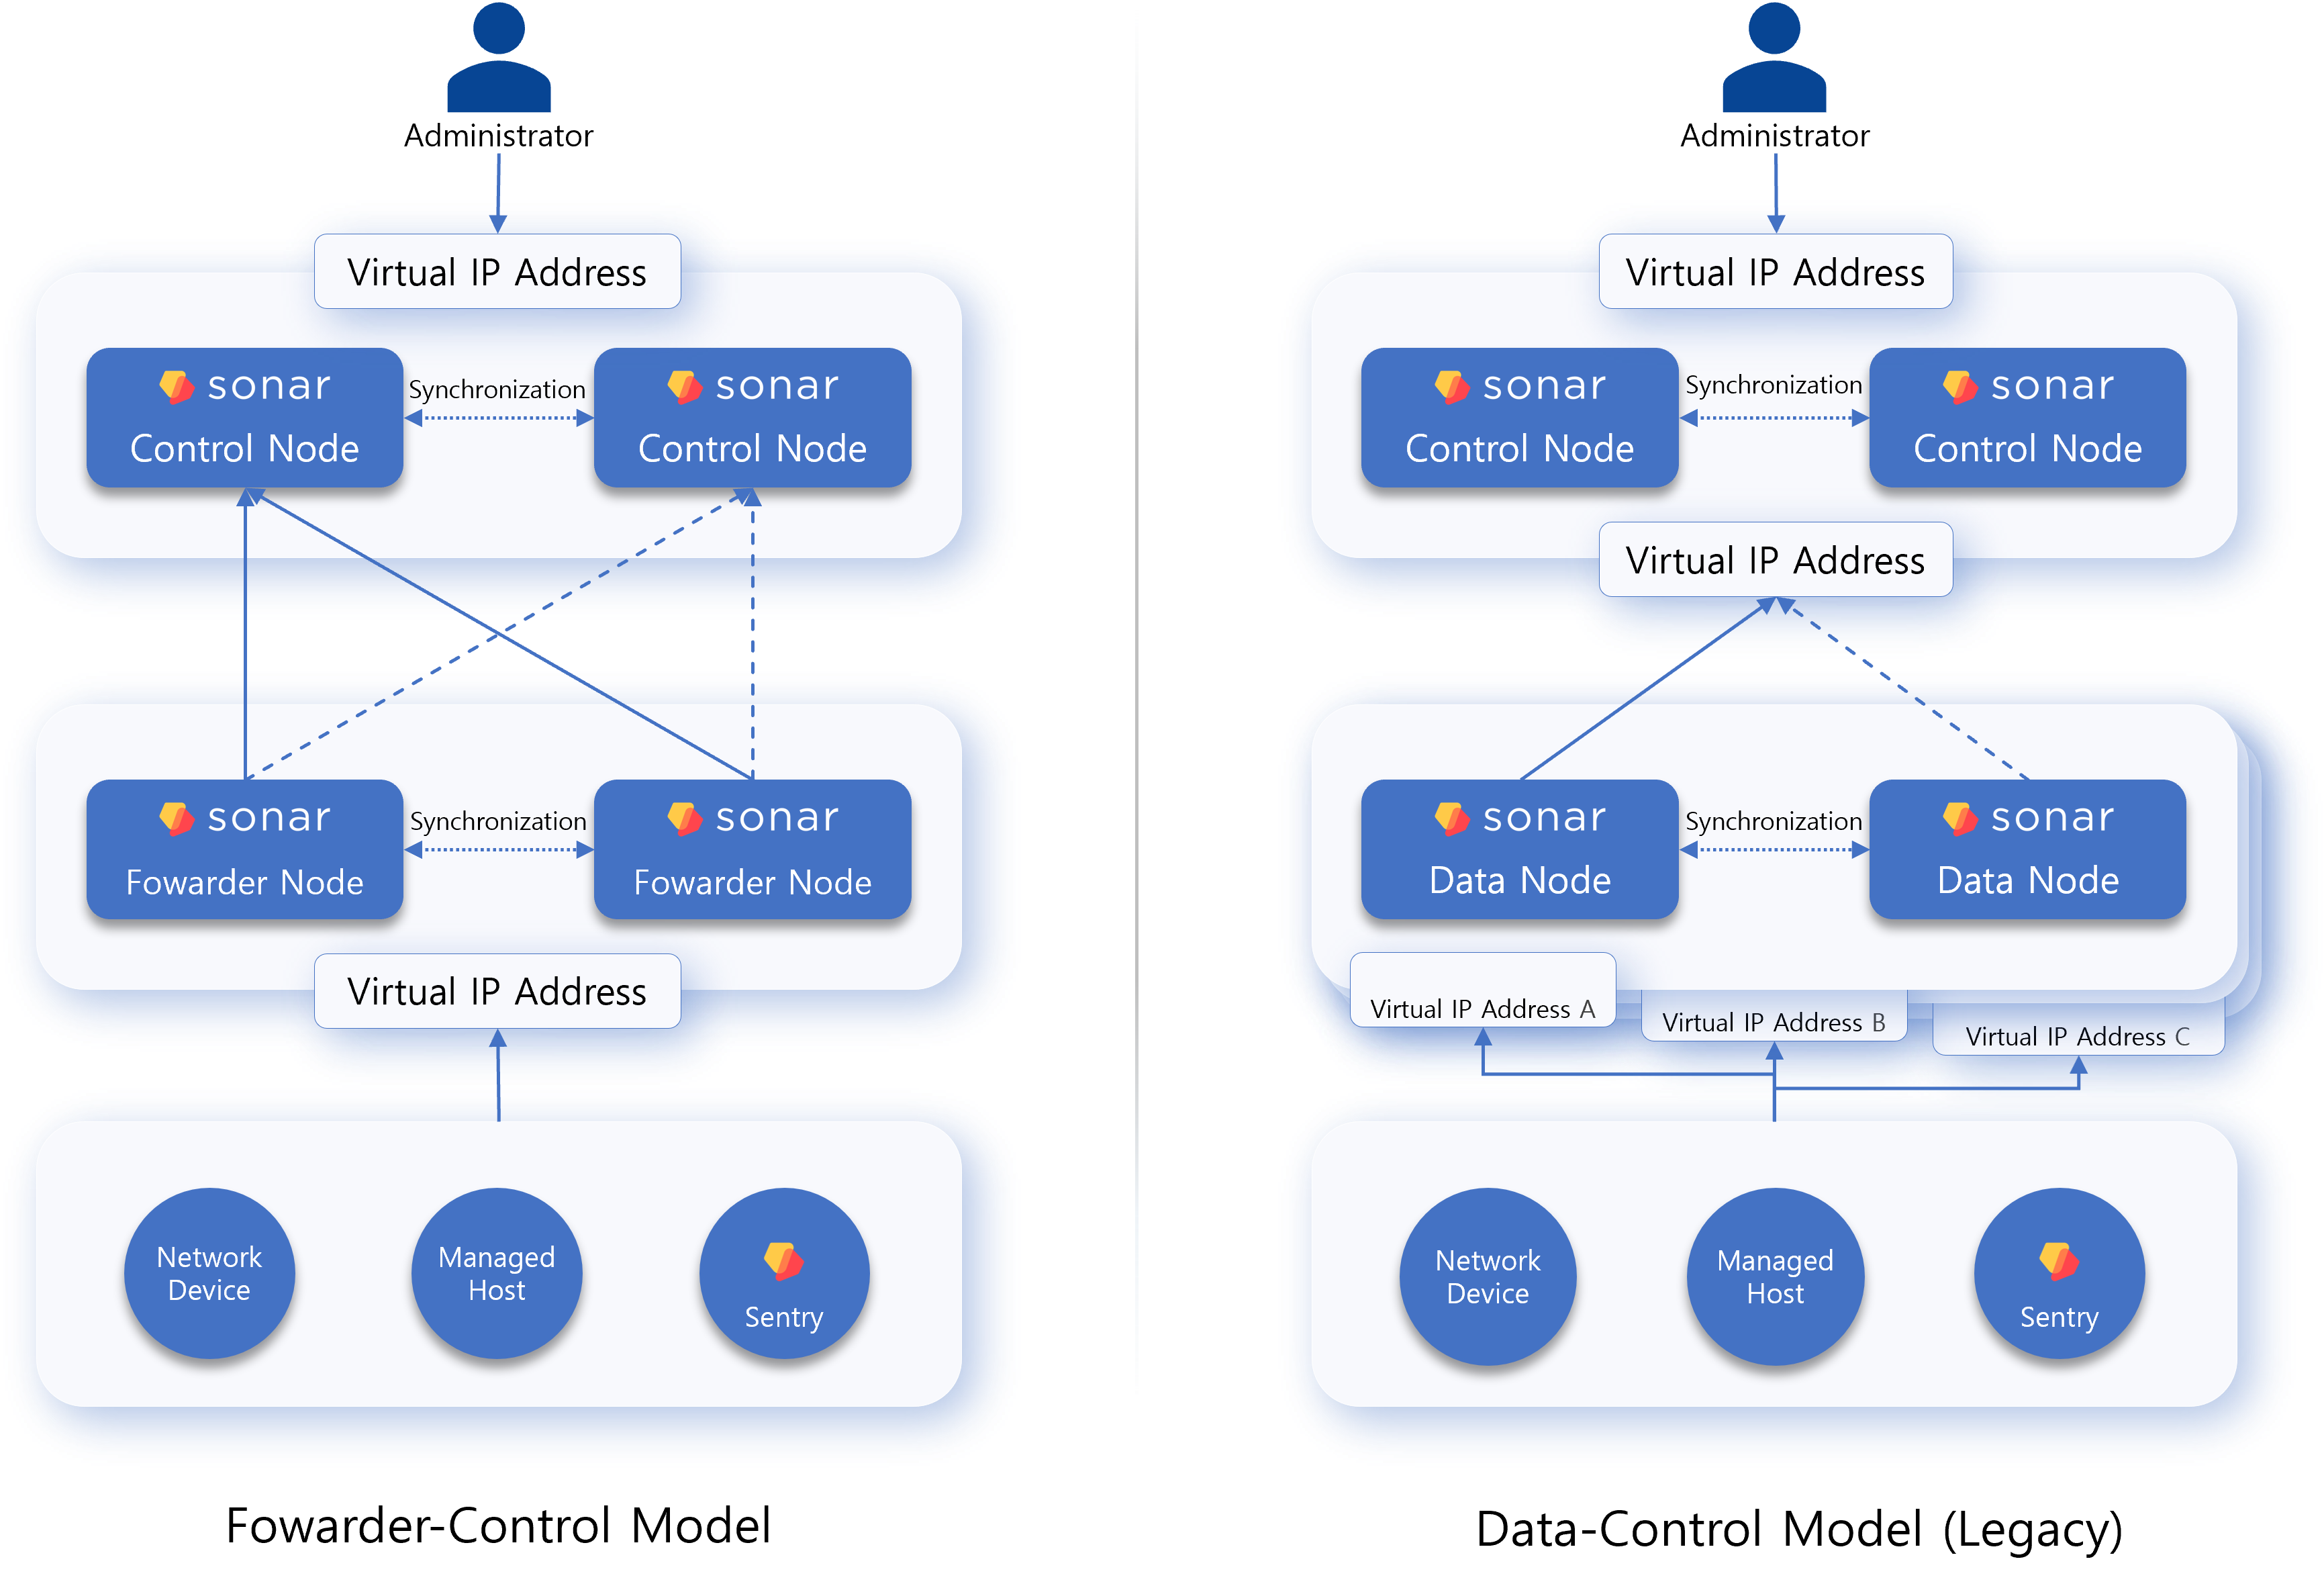 Administrator
Virtual IP Address
sonar
Control Node
Synchronization
sonar
Control Node
sonar
Fowarder Node
Synchronization
sonar
Fowarder Node
Virtual IP Address
Network
Device
Managed
Host
Sentry
Fowarder-Control Model
Administrator
Virtual IP Address
sonar
Control Node
Synchronization
sonar
Control Node
Virtual IP Address
sonar
Data Node
Synchronization
sonar
Data Node
Virtual IP Address A
Virtual IP Address B
Virtual IP Address C
Network
Device
Managed
Host
Sentry
Data-Control Model (Legacy)